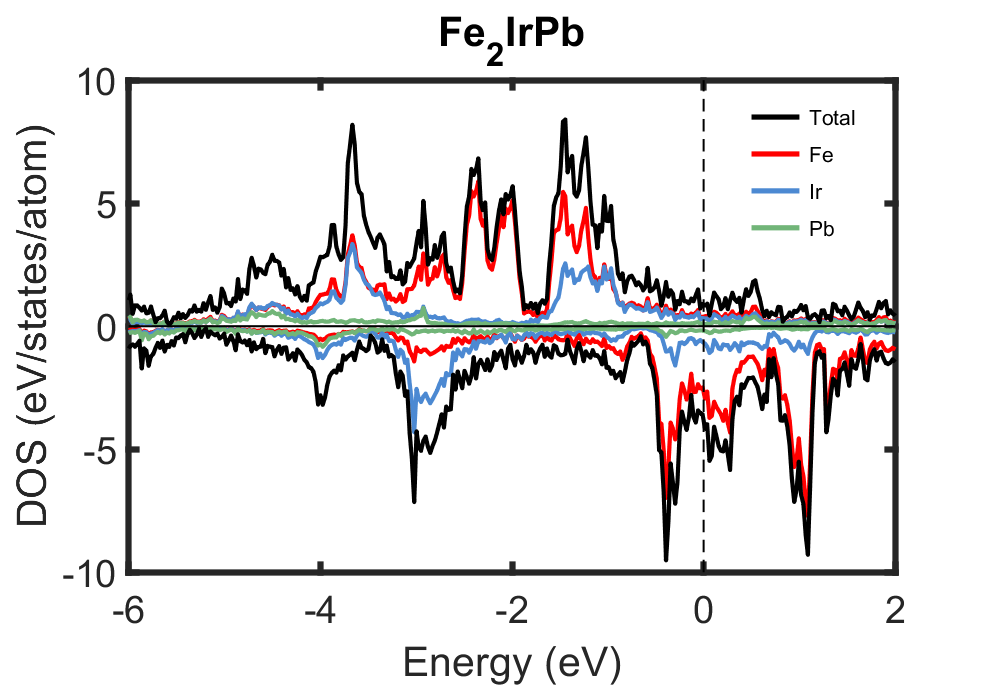 Fe2IrPb
10
5
0
-5
-10
DOS (eV/states/atom)
Total
Fe
Ir
Pb
-6 -4 -2 0 2
Energy (eV)